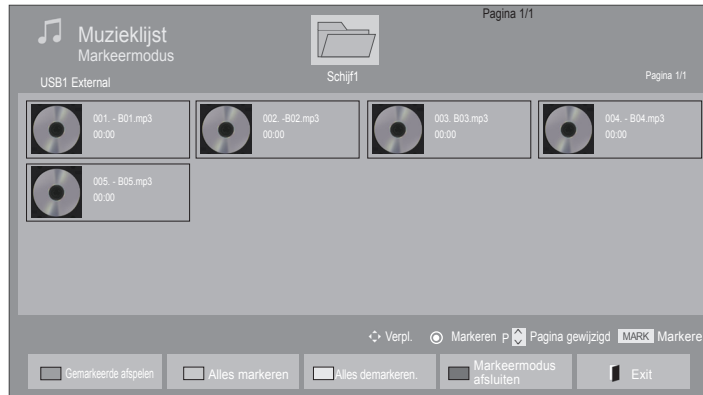 Pagina 1/1
Muzieklijst
Markeermodus
USB1 External
Schijf1
Pagina 1/1
001. - B01.mp3
00:00
002. -B02.mp3
00:00
003. B03.mp3
00:00
004. - B04.mp3
00:00
005. - B05.mp3
00:00
Verpl. Markeren P Pagina gewijzigd MARK Markere
Gemarkeerde afspelen
Alles markeren
Alles demarkeren.
Markeermodus
afsluiten
Exit